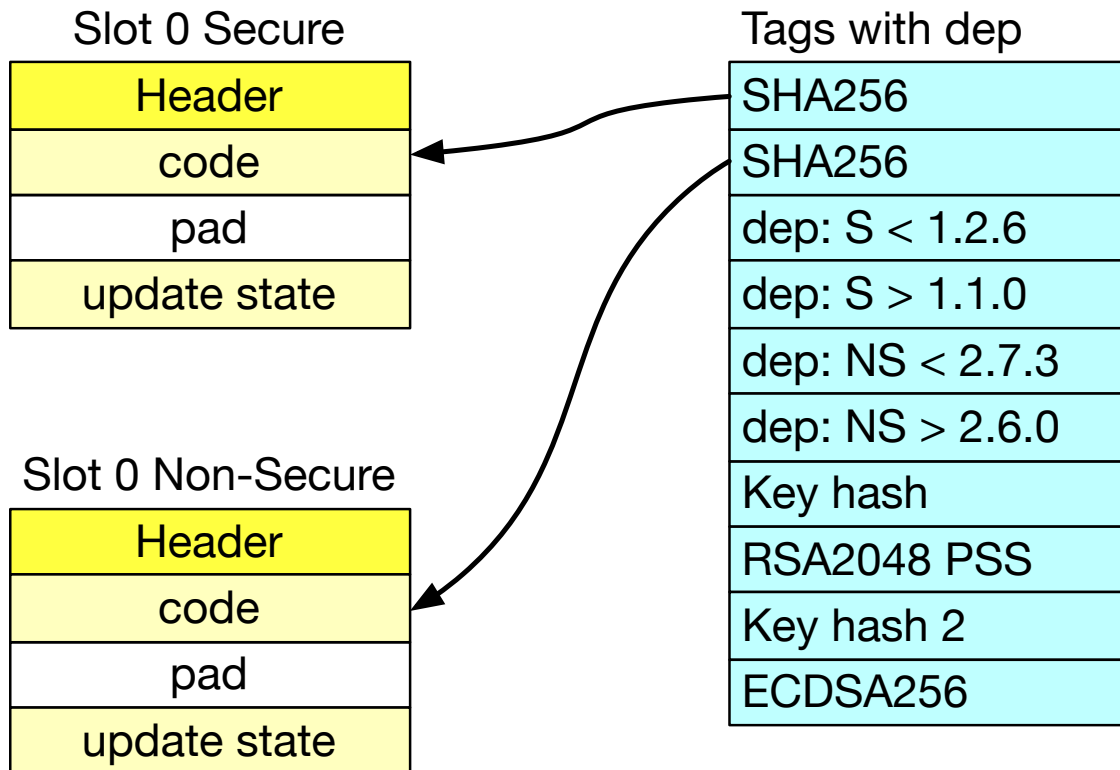 Slot 0 Secure
Header
code
pad
update state
Slot 0 Non-Secure
Header
code
pad
update state
Tags with dep
SHA256
SHA256
dep: S < 1.2.6
dep: S > 1.1.0
dep: NS < 2.7.3
dep: NS > 2.6.0
Key hash
RSA2048 PSS
Key hash 2
ECDSA256